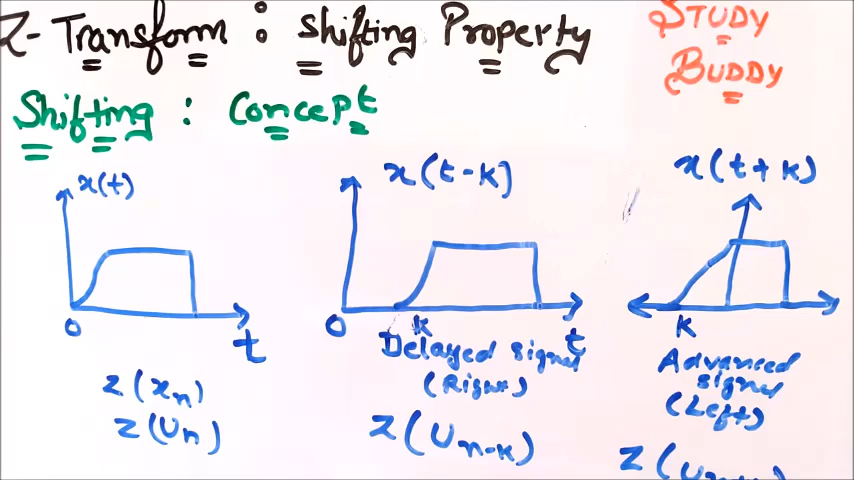 Z-Transform : Shifting Property
STUDY
BUDDY
Shifting : Concept
x(t)
0
t
Z(xn)
Z(Un)
x(t-k]
0
k
t
Delayed signal
(Right)
Z(Un-k)
x(t+k)
k
Advanced
signal
(Left)